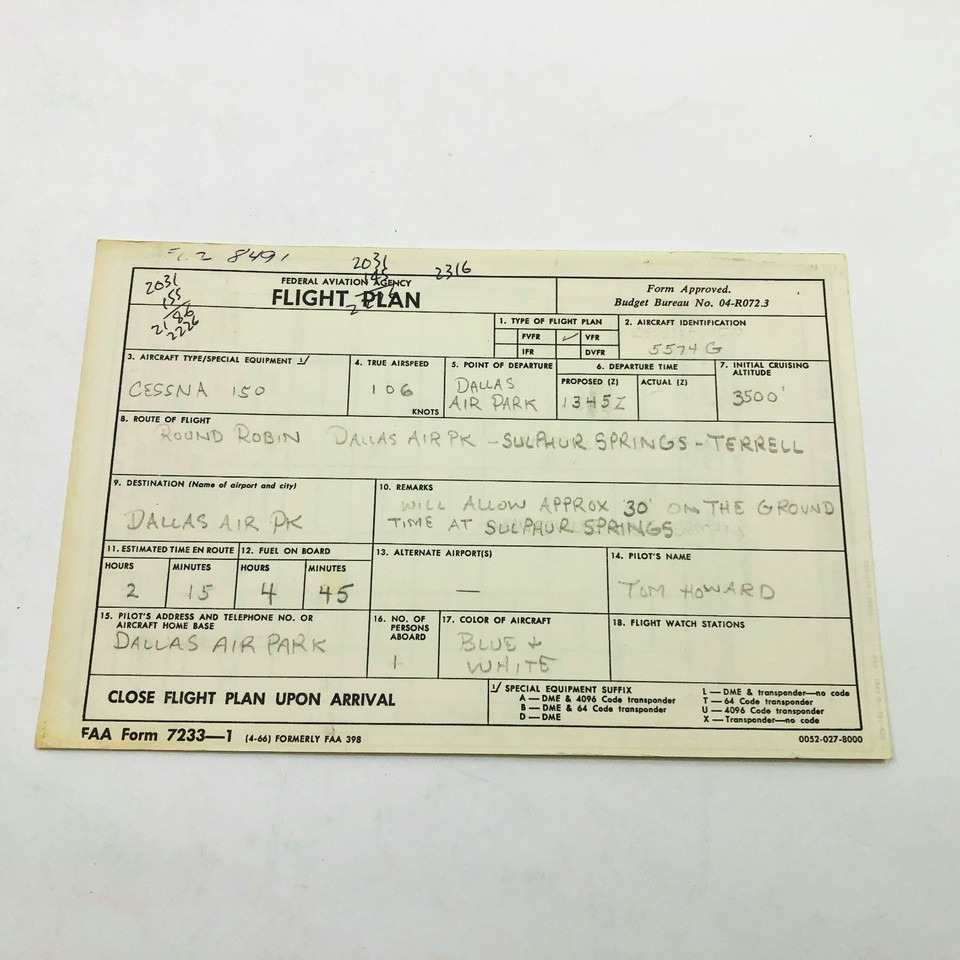 8491
2031
2316
2031
155
2186
2226
FEDERAL AVIATION AGENCY
FLIGHT PLAN
Form Approved.
Budget Bureau No. 04-R072.3
1. TYPE OF FLIGHT PLAN
FVFR ✓ VFR
IFR DVFR
2. AIRCRAFT IDENTIFICATION
5574G
3. AIRCRAFT TYPE/SPECIAL EQUIPMENT 1/
CESSNA 150
4. TRUE AIRSPEED
106
KNOTS
5. POINT OF DEPARTURE
DALLAS
AIR PARK
6. DEPARTURE TIME
PROPOSED (Z) ACTUAL (Z)
1345Z
7. INITIAL CRUISING
ALTITUDE
3500'
8. ROUTE OF FLIGHT
ROUND ROBIN DALLAS AIR PK - SULPHUR SPRINGS - TERRELL
9. DESTINATION (Name of airport and city)
DALLAS AIR PK
10. REMARKS
WILL ALLOW APPROX 30' ON THE GROUND
TIME AT SULPHUR SPRINGS
11. ESTIMATED TIME EN ROUTE
HOURS MINUTES
2 15
12. FUEL ON BOARD
HOURS MINUTES
4 45
13. ALTERNATE AIRPORT(S)
—
14. PILOT'S NAME
TOM HOWARD
15. PILOT'S ADDRESS AND TELEPHONE NO. OR
AIRCRAFT HOME BASE
DALLAS AIR PARK
16. NO. OF
PERSONS
ABOARD
1
17. COLOR OF AIRCRAFT
BLUE +
WHITE
18. FLIGHT WATCH STATIONS
CLOSE FLIGHT PLAN UPON ARRIVAL
1/ SPECIAL EQUIPMENT SUFFIX
A — DME & 4096 Code transponder
B — DME & 64 Code transponder
D — DME
L — DME & transponder—no code
T — 64 Code transponder
U — 4096 Code transponder
X — Transponder—no code
FAA Form 7233—1 (4-66) FORMERLY FAA 398
0052-027-8000